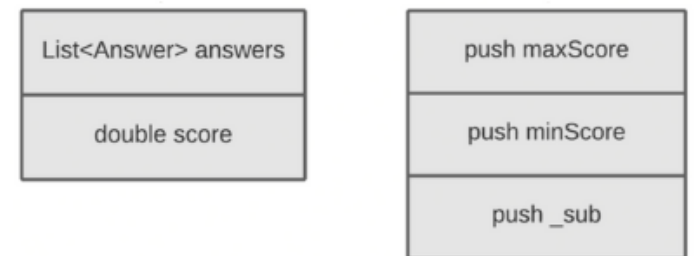 List<Answer> answers
double score
push maxScore
push minScore
push _sub